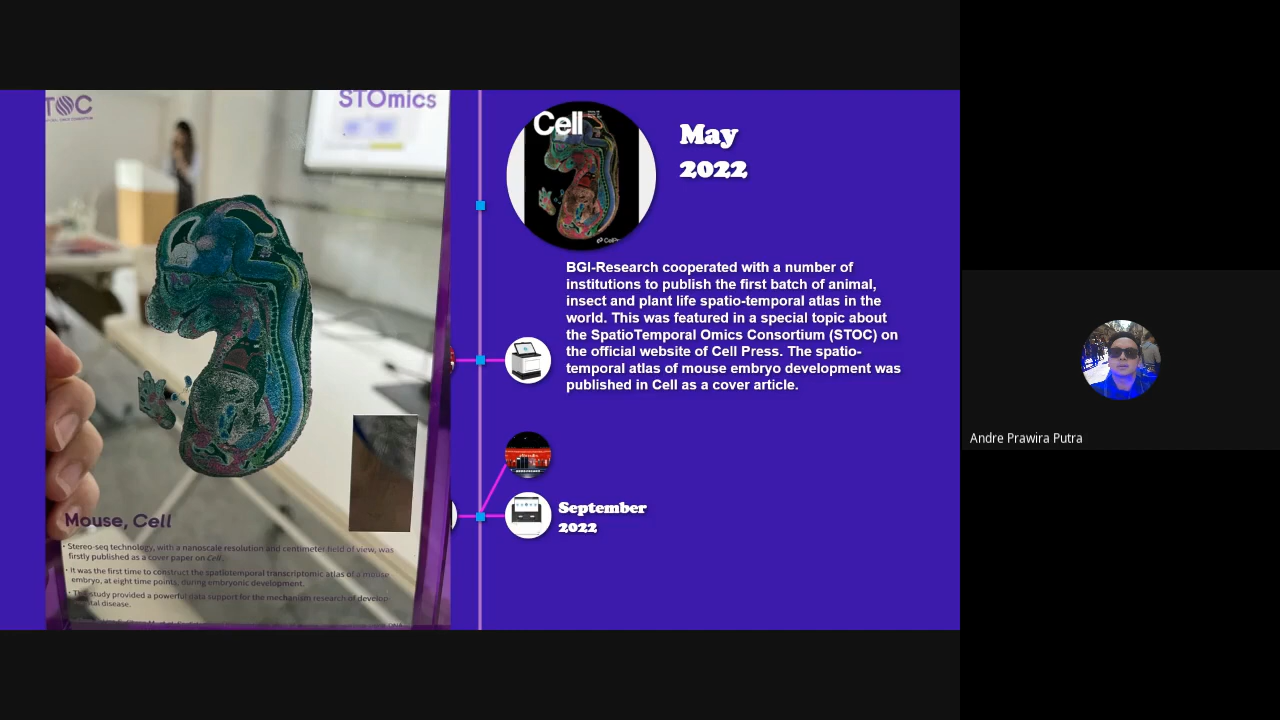 TOC
STOmics
Mouse, Cell
• Stereo-seq technology, with a nanoscale resolution and centimeter field of view, was
firstly published as a cover paper on Cell.
• It was the first time to construct the spatiotemporal transcriptomic atlas of a mouse
embryo, at eight time points, during embryonic development.
• The study provided a powerful data support for the mechanism research of develop-
mental disease.
Cell
CellPr
May
2022
BGI-Research cooperated with a number of
institutions to publish the first batch of animal,
insect and plant life spatio-temporal atlas in the
world. This was featured in a special topic about
the SpatioTemporal Omics Consortium (STOC) on
the official website of Cell Press. The spatio-
temporal atlas of mouse embryo development was
published in Cell as a cover article.
September
2022
Andre Prawira Putra